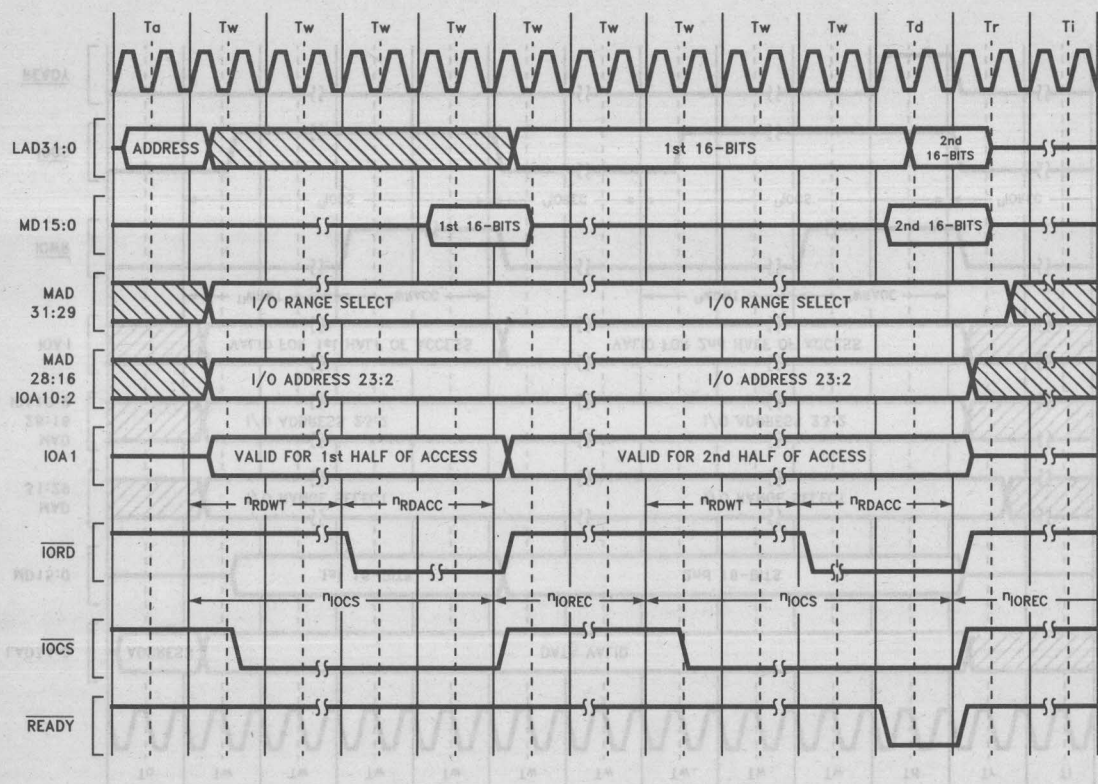 Ta Tw Tw Tw Tw Tw Tw Tw Tw Tw Td Tr Ti
LAD31:0 ADDRESS 1st 16-BITS 2nd 16-BITS
MD15:0 1st 16-BITS 2nd 16-BITS
MAD 31:29 I/O RANGE SELECT I/O RANGE SELECT
MAD 28:16 IOA10:2 I/O ADDRESS 23:2 I/O ADDRESS 23:2
IOA1 VALID FOR 1st HALF OF ACCESS VALID FOR 2nd HALF OF ACCESS
nRDWT nRDACC nRDWT nRDACC
IORD
nIOCS nIOREC nIOCS nIOREC
IOCS
READY